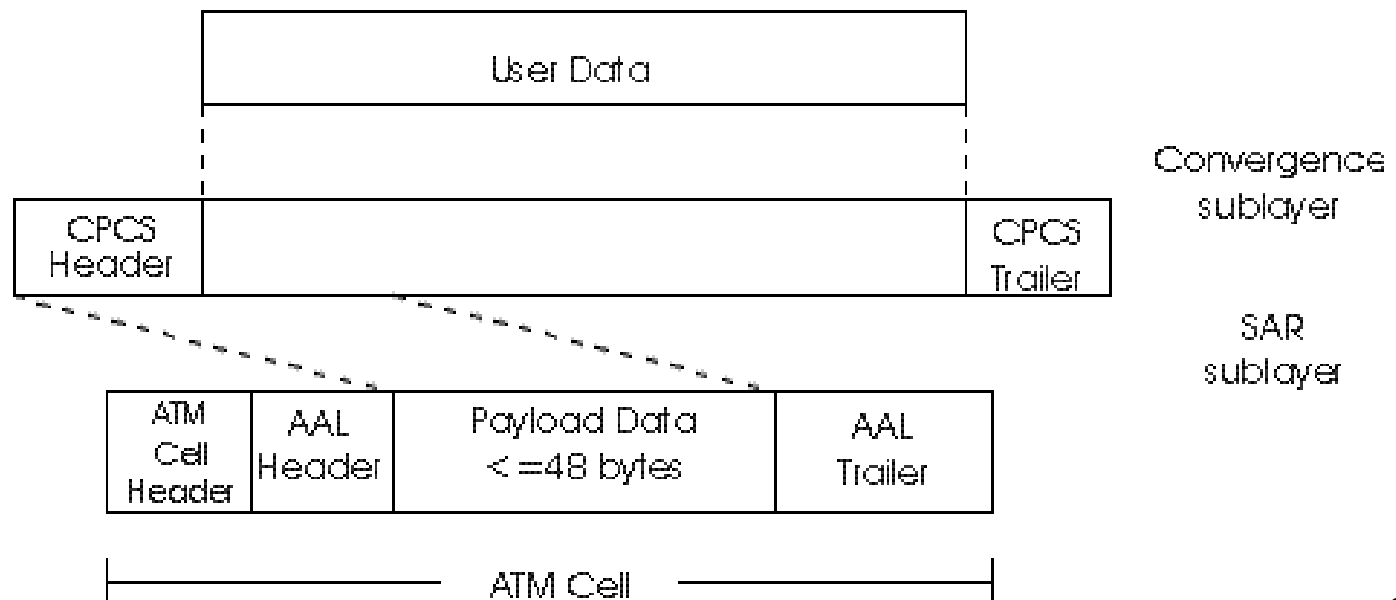 User Data
Convergence
sublayer
CPCS
Header
CPCS
Trailer
SAR
sublayer
ATM
Cell
Header
AAL
Header
Payload Data
< =48 bytes
AAL
Trailer
ATM Cell